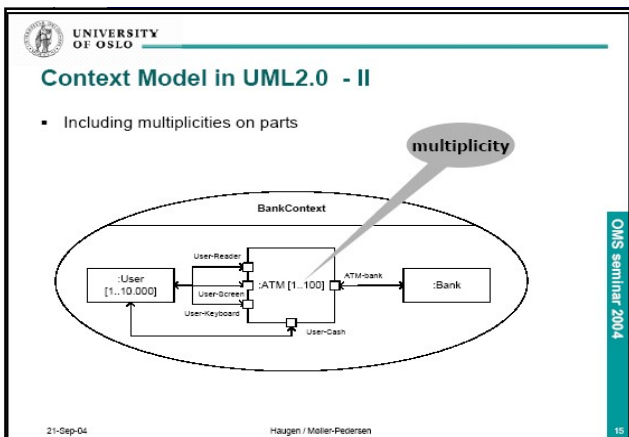 UNIVERSITY
OF OSLO
Context Model in UML2.0 - II
▪ Including multiplicities on parts
multiplicity
BankContext
User-Reader
:User
[1..10.000]
:ATM [1..100]
ATM-bank
:Bank
User-Screen
User-Keyboard
User-Cash
OMS seminar 2004
21-Sep-04
Haugen / Møller-Pedersen
15